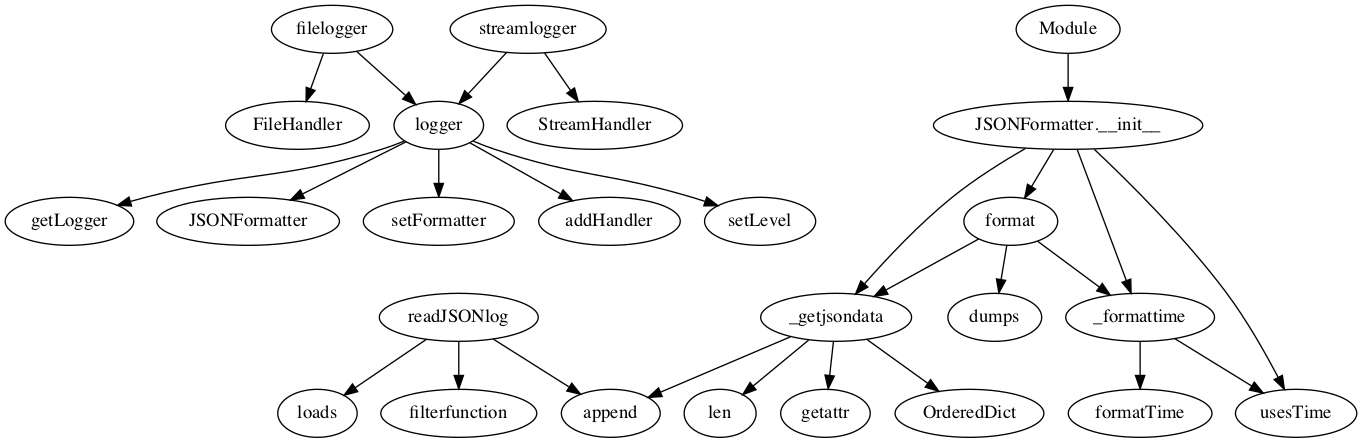 filelogger
streamlogger
Module
FileHandler
logger
StreamHandler
JSONFormatter.__init__
getLogger
JSONFormatter
setFormatter
addHandler
setLevel
format
readJSONlog
_getjsondata
dumps
_formattime
loads
filterfunction
append
len
getattr
OrderedDict
formatTime
usesTime